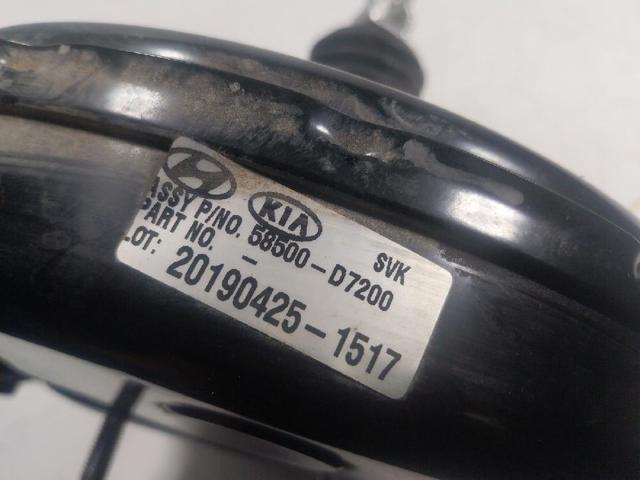 KIA
ASSY P/NO. 58500-D7200 SVK
PART NO. -
LOT: 20190425-1517